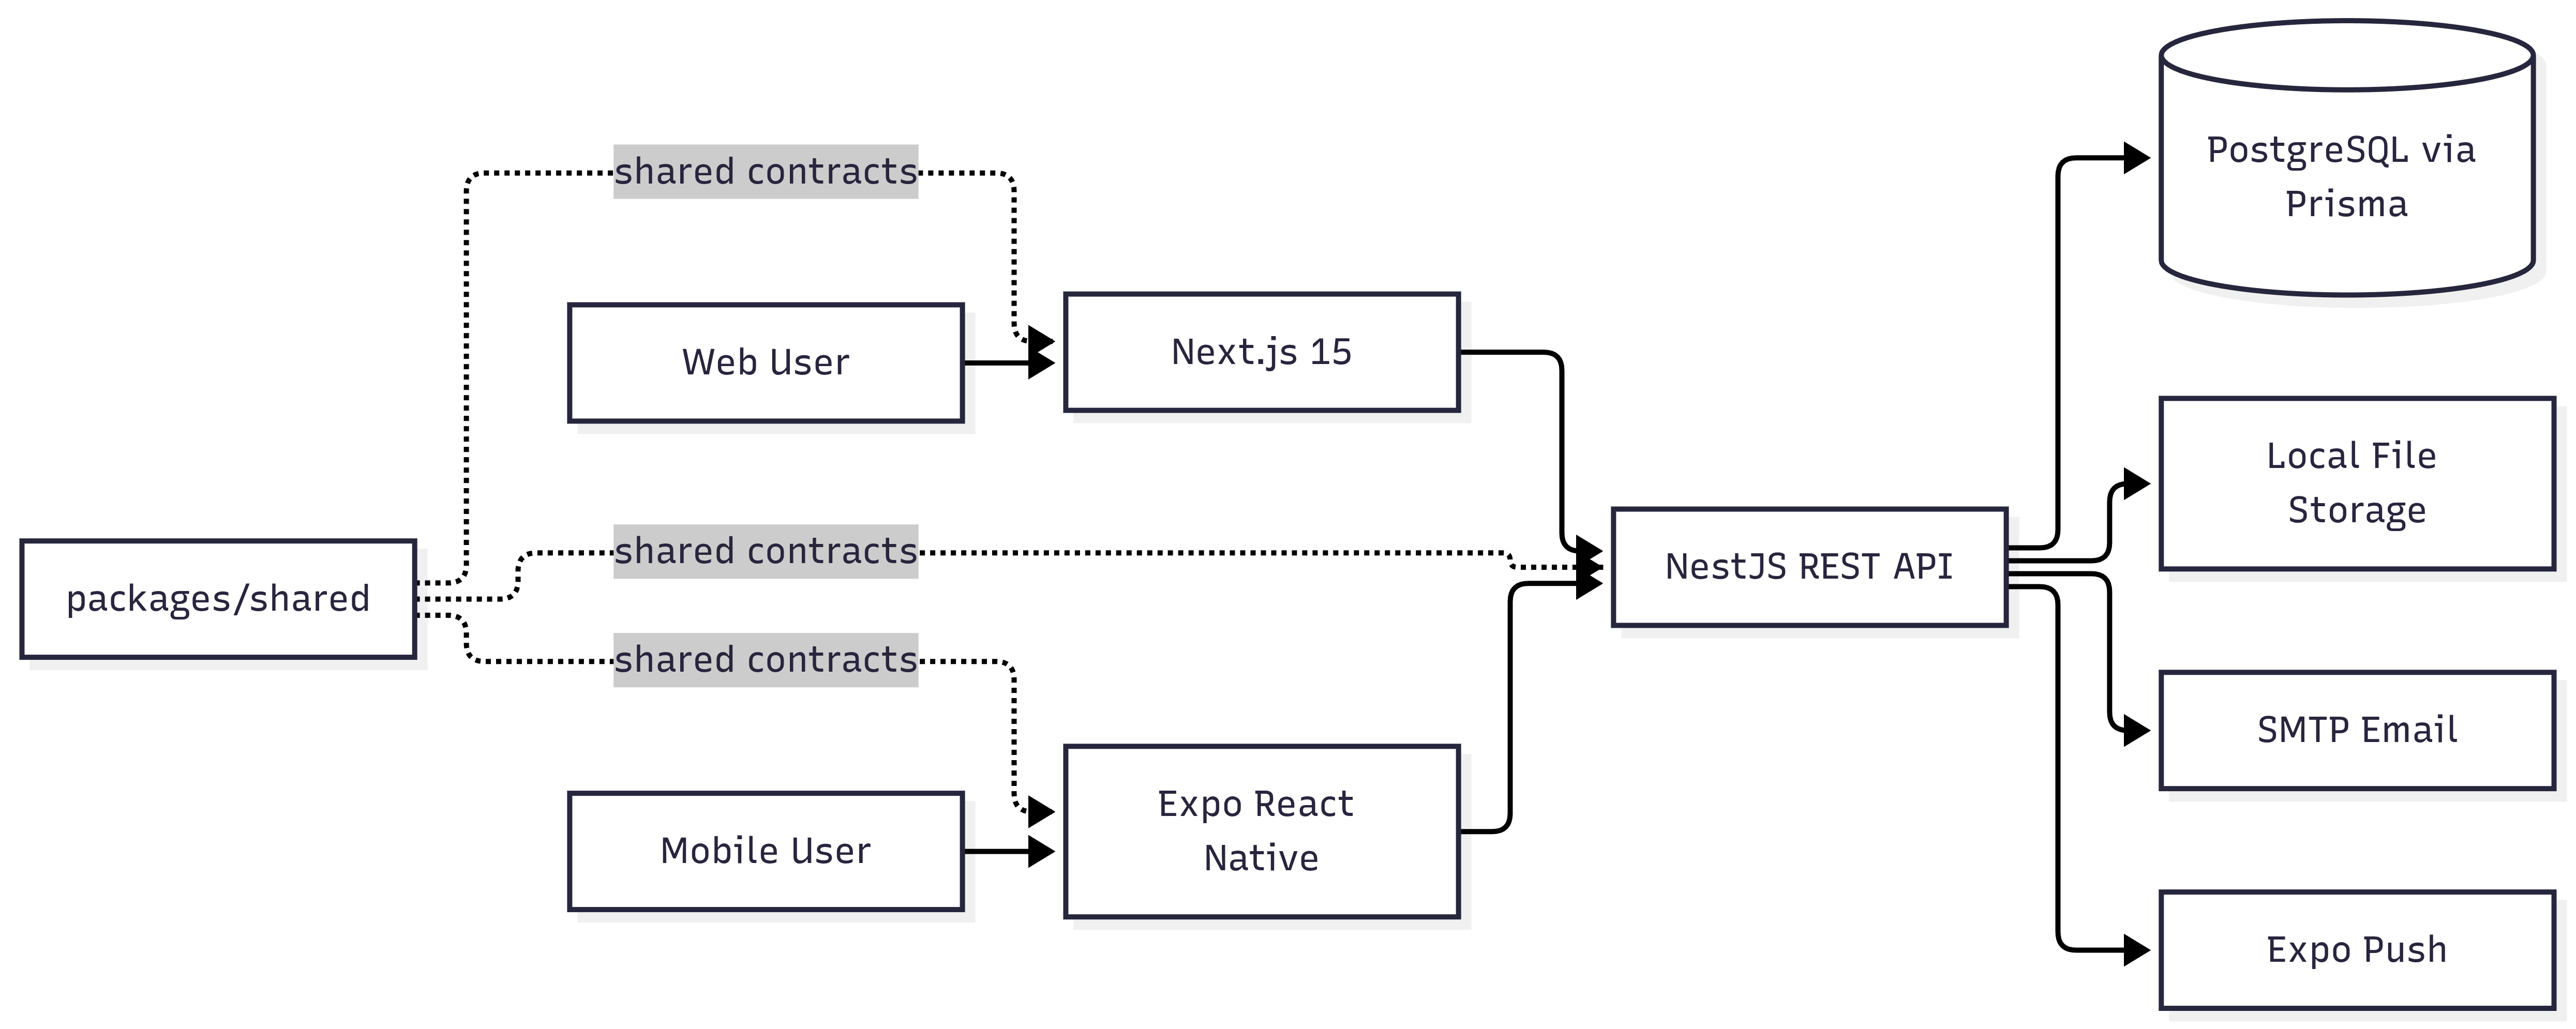 packages/shared
shared contracts
Web User
shared contracts
shared contracts
Mobile User
Next.js 15
Expo React
Native
NestJS REST API
PostgreSQL via
Prisma
Local File
Storage
SMTP Email
Expo Push